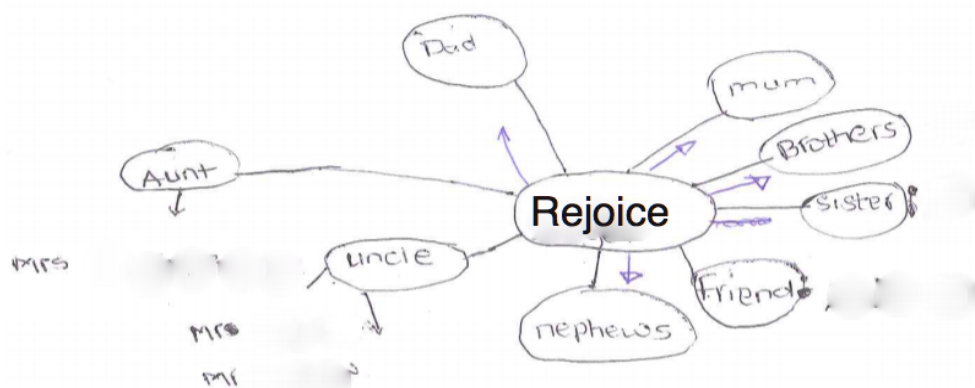 Dad
mum
Brothers
Aunt
Sister:
Rejoice
uncle
Mrs
Friend:
nephews
Mrs
Mr